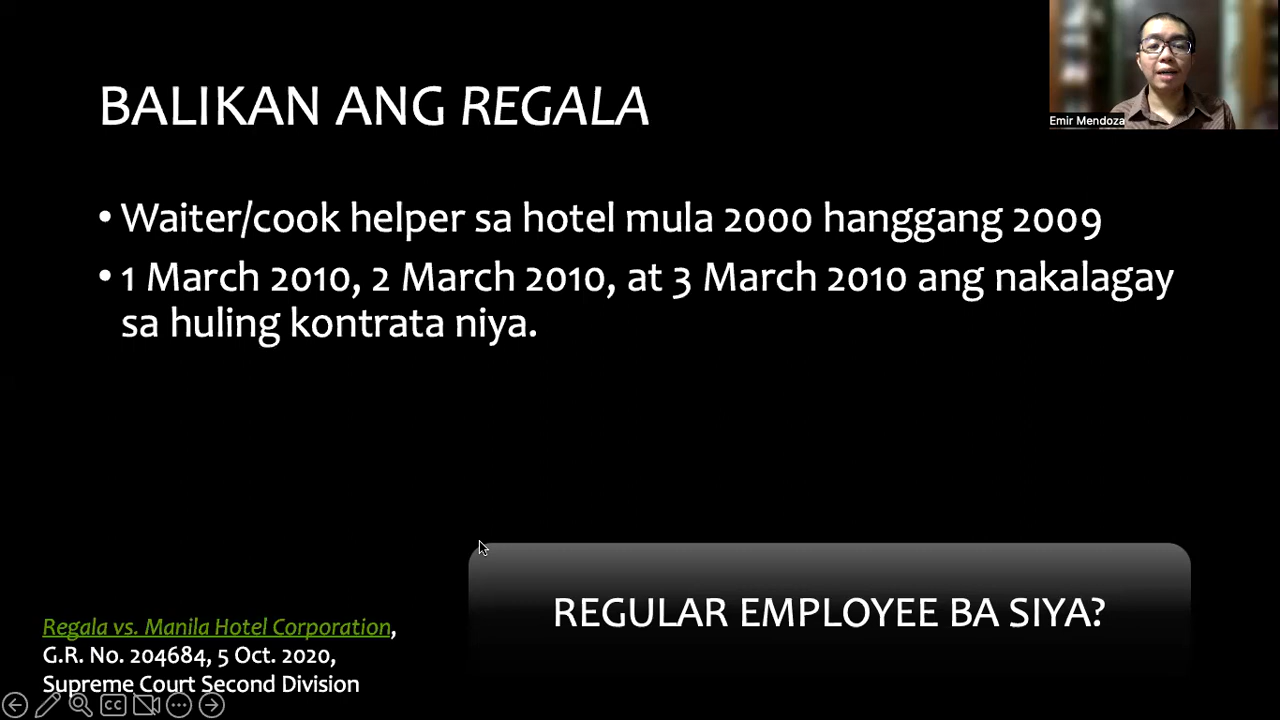 BALIKAN ANG REGALA
Emir Mendoza
• Waiter/cook helper sa hotel mula 2000 hanggang 2009
• 1 March 2010, 2 March 2010, at 3 March 2010 ang nakalagay
sa huling kontrata niya.
REGULAR EMPLOYEE BA SIYA?
Regala vs. Manila Hotel Corporation,
G.R. No. 204684, 5 Oct. 2020,
Supreme Court Second Division
CC